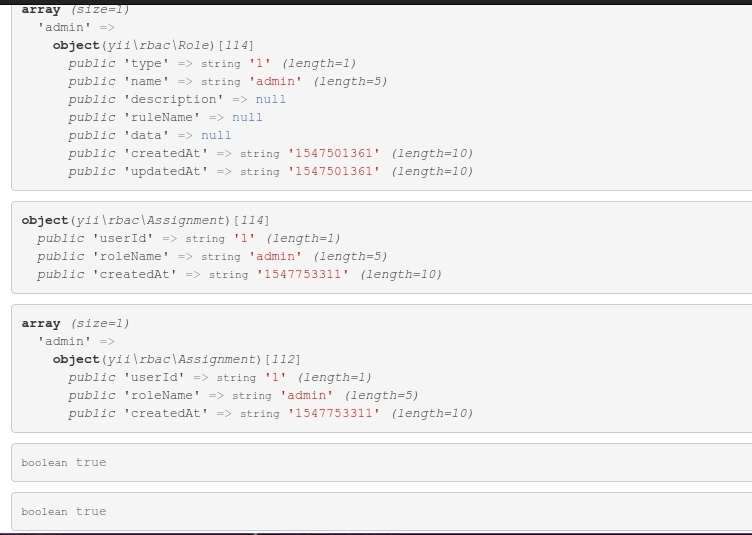 array (size=1)
'admin' =>
object(yii\rbac\Role)[114]
public 'type' => string '1' (length=1)
public 'name' => string 'admin' (length=5)
public 'description' => null
public 'ruleName' => null
public 'data' => null
public 'createdAt' => string '1547501361' (length=10)
public 'updatedAt' => string '1547501361' (length=10)
object(yii\rbac\Assignment)[114]
public 'userId' => string '1' (length=1)
public 'roleName' => string 'admin' (length=5)
public 'createdAt' => string '1547753311' (length=10)
array (size=1)
'admin' =>
object(yii\rbac\Assignment)[112]
public 'userId' => string '1' (length=1)
public 'roleName' => string 'admin' (length=5)
public 'createdAt' => string '1547753311' (length=10)
boolean true
boolean true